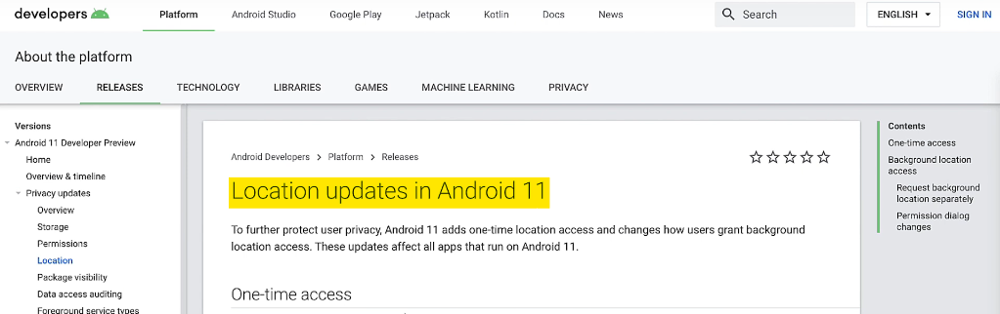 developers
Platform
Android Studio
Google Play
Jetpack
Kotlin
Docs
News
Search
ENGLISH
SIGN IN
About the platform
OVERVIEW
RELEASES
TECHNOLOGY
LIBRARIES
GAMES
MACHINE LEARNING
PRIVACY
Versions
Android 11 Developer Preview
Home
Overview & timeline
Privacy updates
Overview
Storage
Permissions
Location
Package visibility
Data access auditing
Foreground service types
Android Developers > Platform > Releases
Location updates in Android 11
To further protect user privacy, Android 11 adds one-time location access and changes how users grant background
location access. These updates affect all apps that run on Android 11.
One-time access
Contents
One-time access
Background location
access
Request background
location separately
Permission dialog
changes